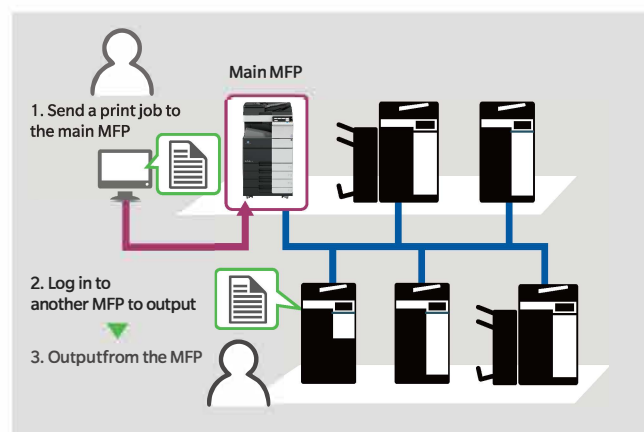 Main MFP
1. Send a print job to
the main MFP
2. Log in to
another MFP to output
3. Outputfrom the MFP